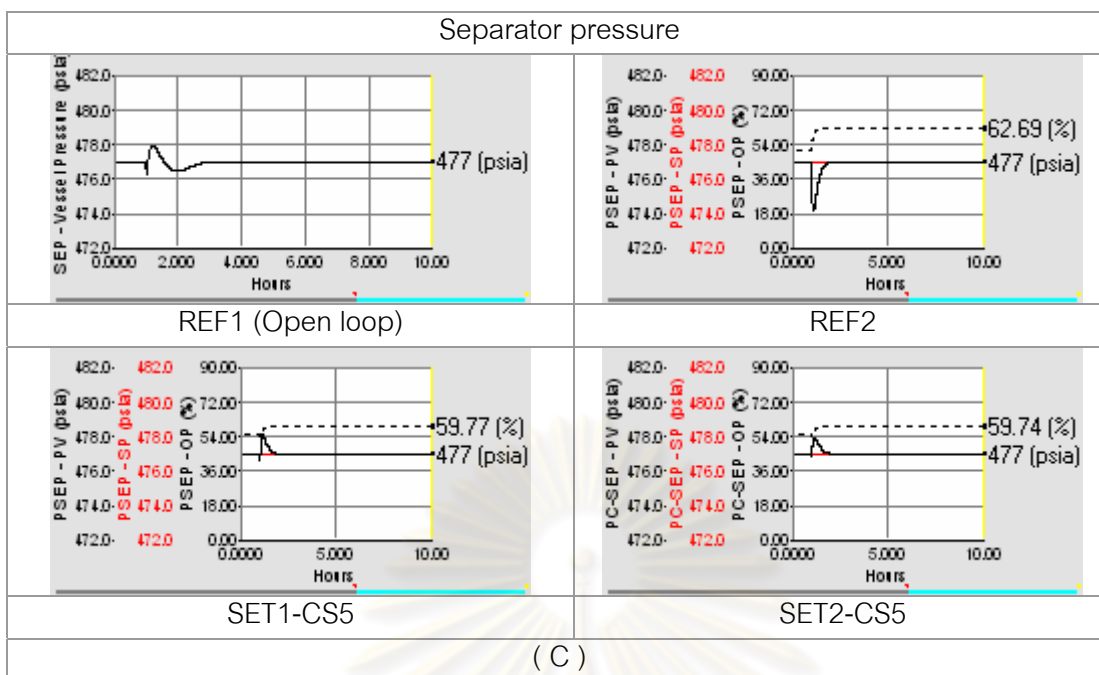 Separator pressure
SEP - Vessel Pressure (psia)
482.0
480.0
478.0
476.0
474.0
472.0
0.0000 2.000 4.000 6.000 8.000 10.00
Hours
477 (psia)
REF1 (Open loop)
PSEP - PV (psia)
482.0
480.0
478.0
476.0
474.0
472.0
PSEP - SP (psia)
482.0
480.0
478.0
476.0
474.0
472.0
PSEP - OP (%)
90.00
72.00
54.00
36.00
18.00
0.00
0.0000 5.000 10.00
Hours
62.69 (%)
477 (psia)
REF2
PSEP - PV (psia)
482.0
480.0
478.0
476.0
474.0
472.0
PSEP - SP (psia)
482.0
480.0
478.0
476.0
474.0
472.0
PSEP - OP (%)
90.00
72.00
54.00
36.00
18.00
0.00
0.0000 5.000 10.00
Hours
59.77 (%)
477 (psia)
SET1-CS5
PC-SEP - PV (psia)
482.0
480.0
478.0
476.0
474.0
472.0
PC-SEP - SP (psia)
482.0
480.0
478.0
476.0
474.0
472.0
PC-SEP - OP (%)
90.00
72.00
54.00
36.00
18.00
0.00
0.0000 5.000 10.00
Hours
59.74 (%)
477 (psia)
SET2-CS5
( C )